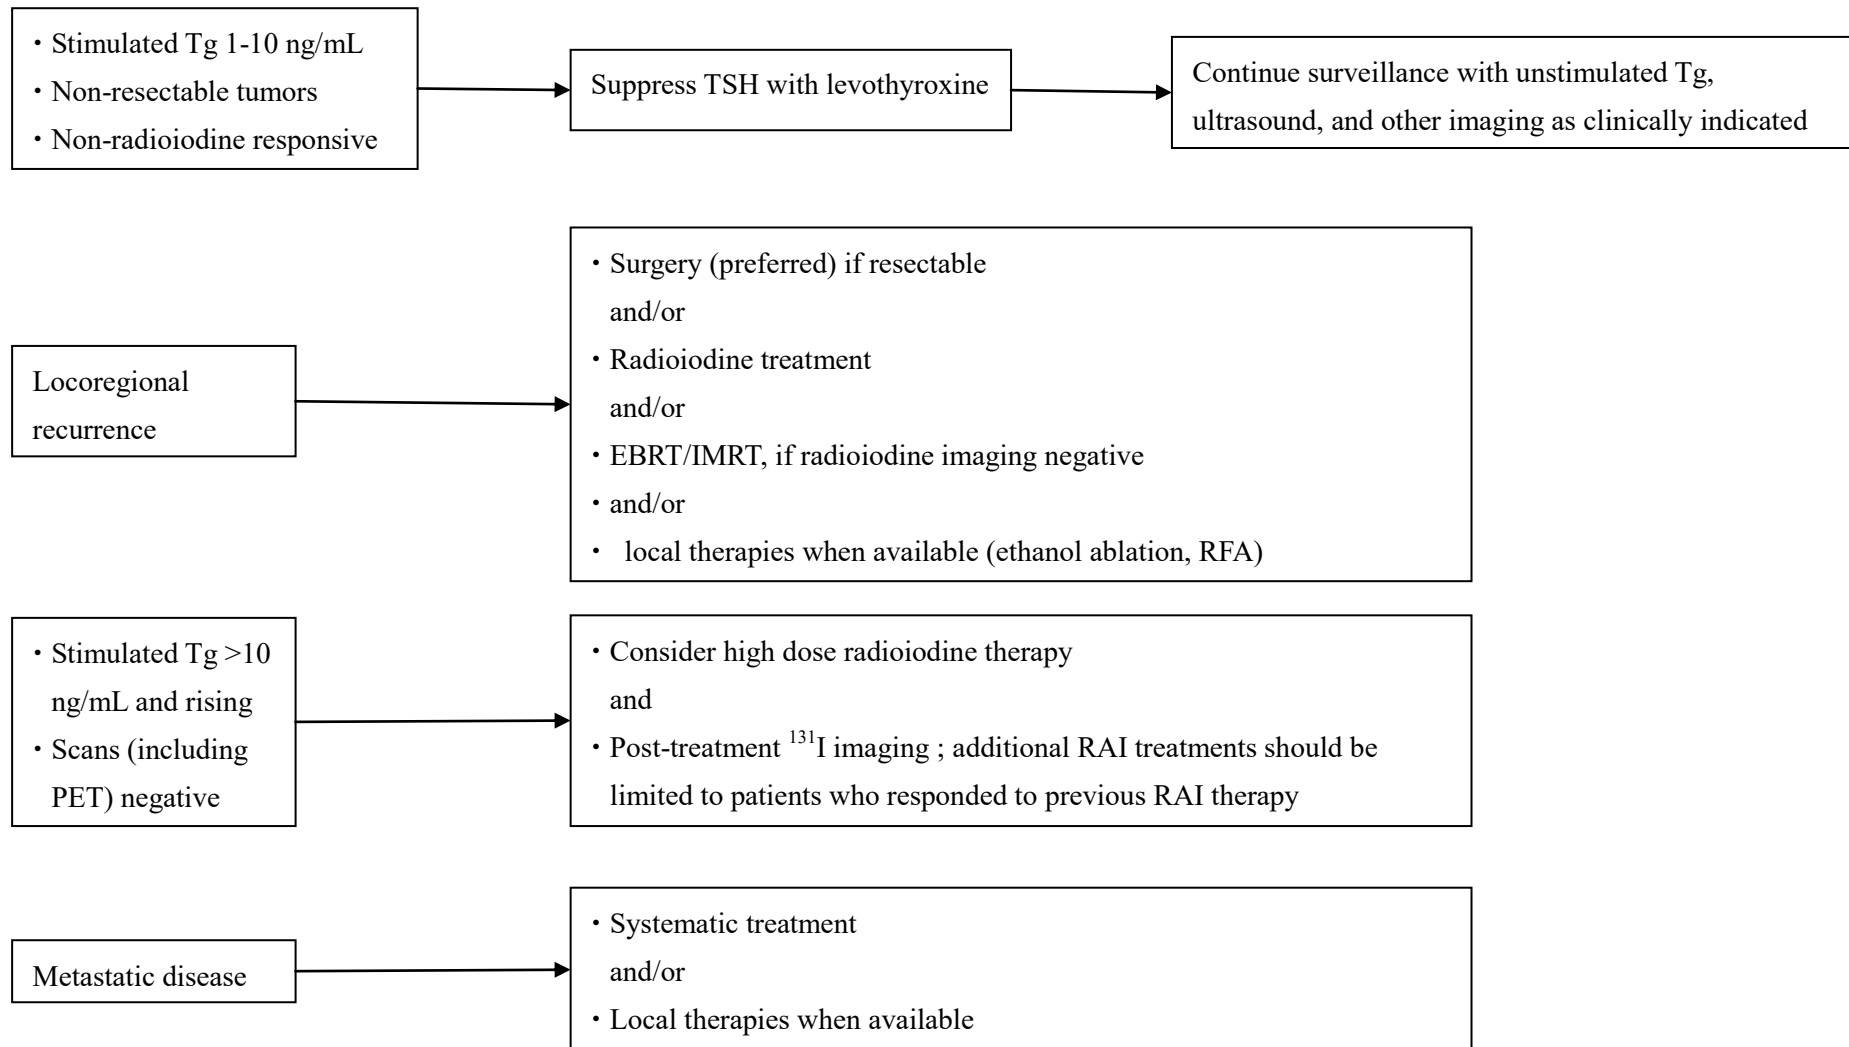 ・Stimulated Tg 1-10 ng/mL
・Non-resectable tumors
・Non-radioiodine responsive
Suppress TSH with levothyroxine
Continue surveillance with unstimulated Tg,
ultrasound, and other imaging as clinically indicated
Locoregional
recurrence
・Surgery (preferred) if resectable
and/or
・Radioiodine treatment
and/or
・EBRT/IMRT, if radioiodine imaging negative
・and/or
・ local therapies when available (ethanol ablation, RFA)
・Stimulated Tg >10
ng/mL and rising
・Scans (including
PET) negative
・Consider high dose radioiodine therapy
and
・Post-treatment ¹³¹I imaging ; additional RAI treatments should be
limited to patients who responded to previous RAI therapy
Metastatic disease
・Systematic treatment
and/or
・Local therapies when available